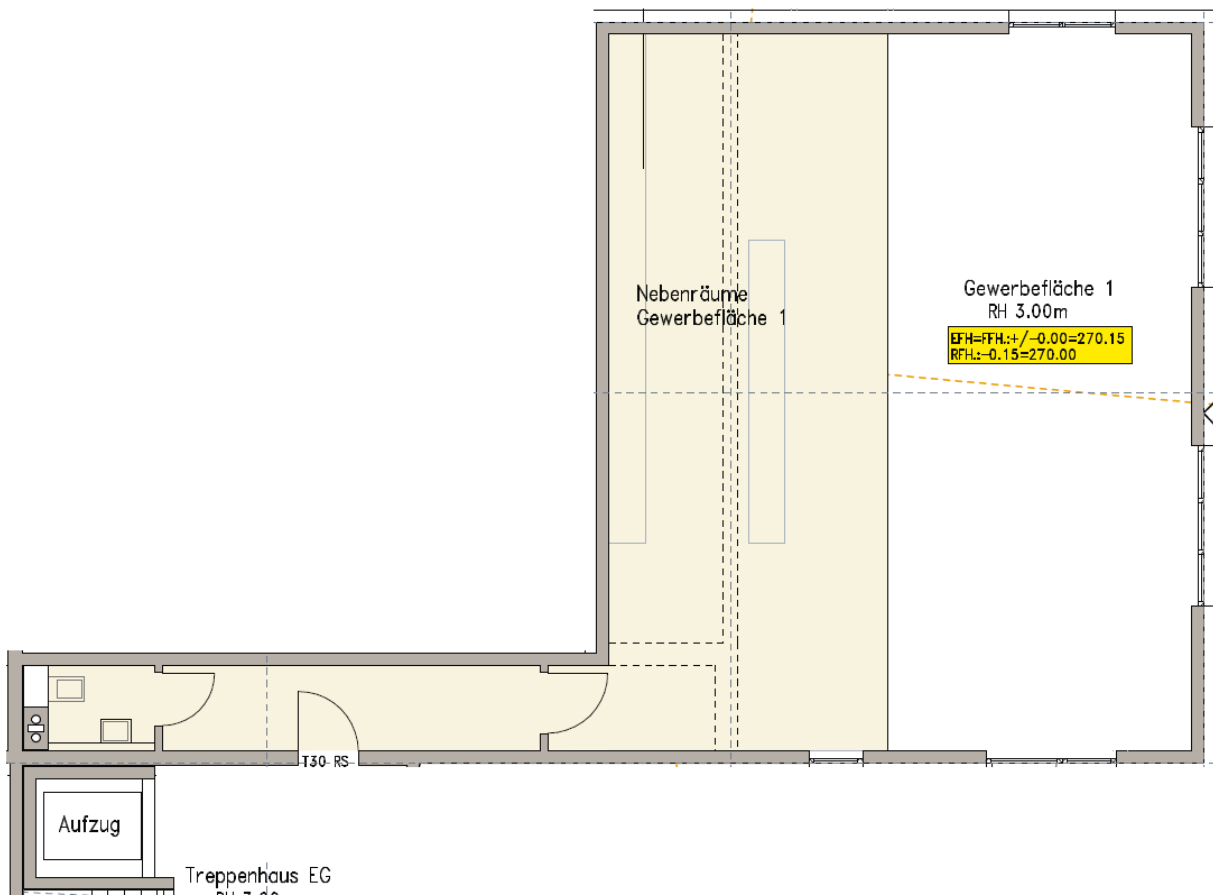 Nebenräume
Gewerbefläche 1
Gewerbefläche 1
RH 3.00m
EFH=FFH.:+/-0.00=270.15
RFH.:-0.15=270.00
T30 RS
Aufzug
Treppenhaus EG